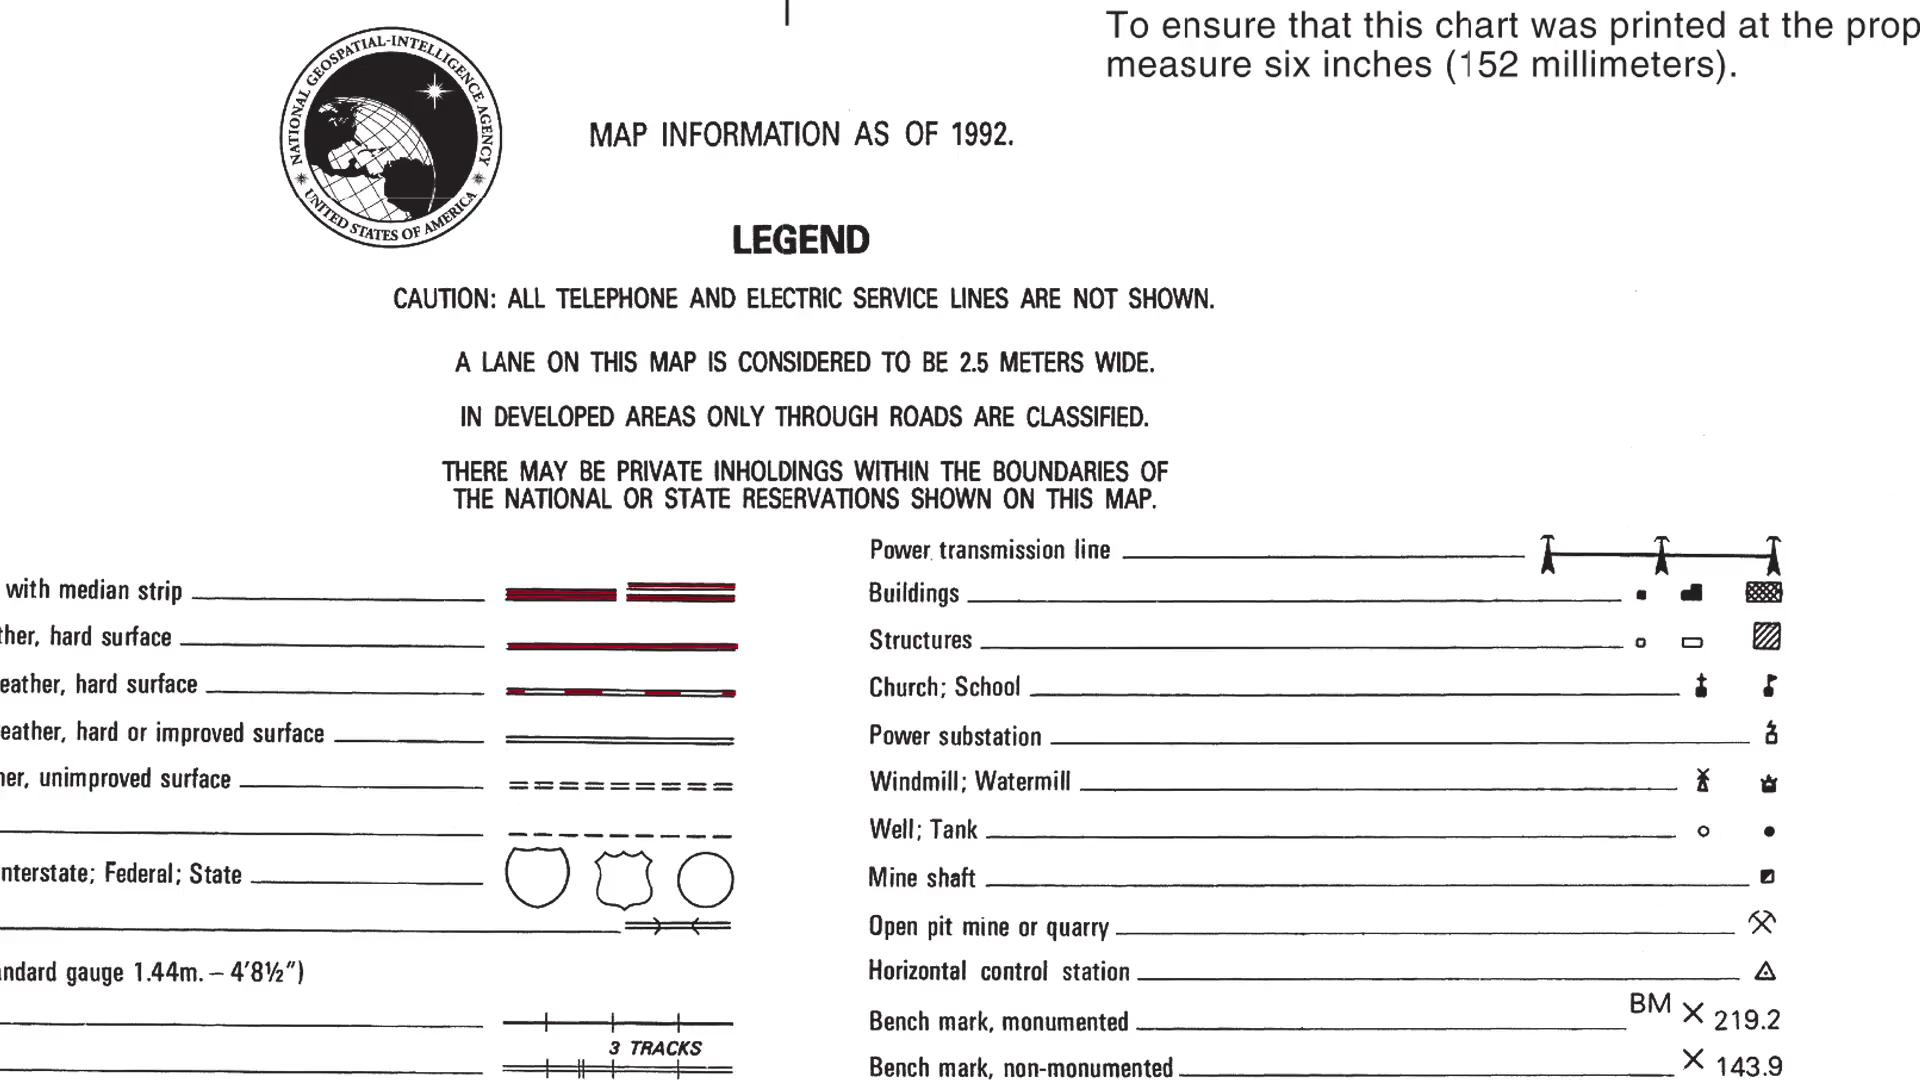 To ensure that this chart was printed at the prop
measure six inches (152 millimeters).
NATIONAL GEOSPATIAL-INTELLIGENCE AGENCY
UNITED STATES OF AMERICA
MAP INFORMATION AS OF 1992.
LEGEND
CAUTION: ALL TELEPHONE AND ELECTRIC SERVICE LINES ARE NOT SHOWN.
A LANE ON THIS MAP IS CONSIDERED TO BE 2.5 METERS WIDE.
IN DEVELOPED AREAS ONLY THROUGH ROADS ARE CLASSIFIED.
THERE MAY BE PRIVATE INHOLDINGS WITHIN THE BOUNDARIES OF
THE NATIONAL OR STATE RESERVATIONS SHOWN ON THIS MAP.
with median strip
ther, hard surface
eather, hard surface
eather, hard or improved surface
her, unimproved surface
nterstate; Federal; State
andard gauge 1.44m. – 4'8½")
3 TRACKS
Power transmission line
Buildings
Structures
Church; School
Power substation
Windmill; Watermill
Well; Tank
Mine shaft
Open pit mine or quarry
Horizontal control station
Bench mark, monumented BM × 219.2
Bench mark, non-monumented × 143.9